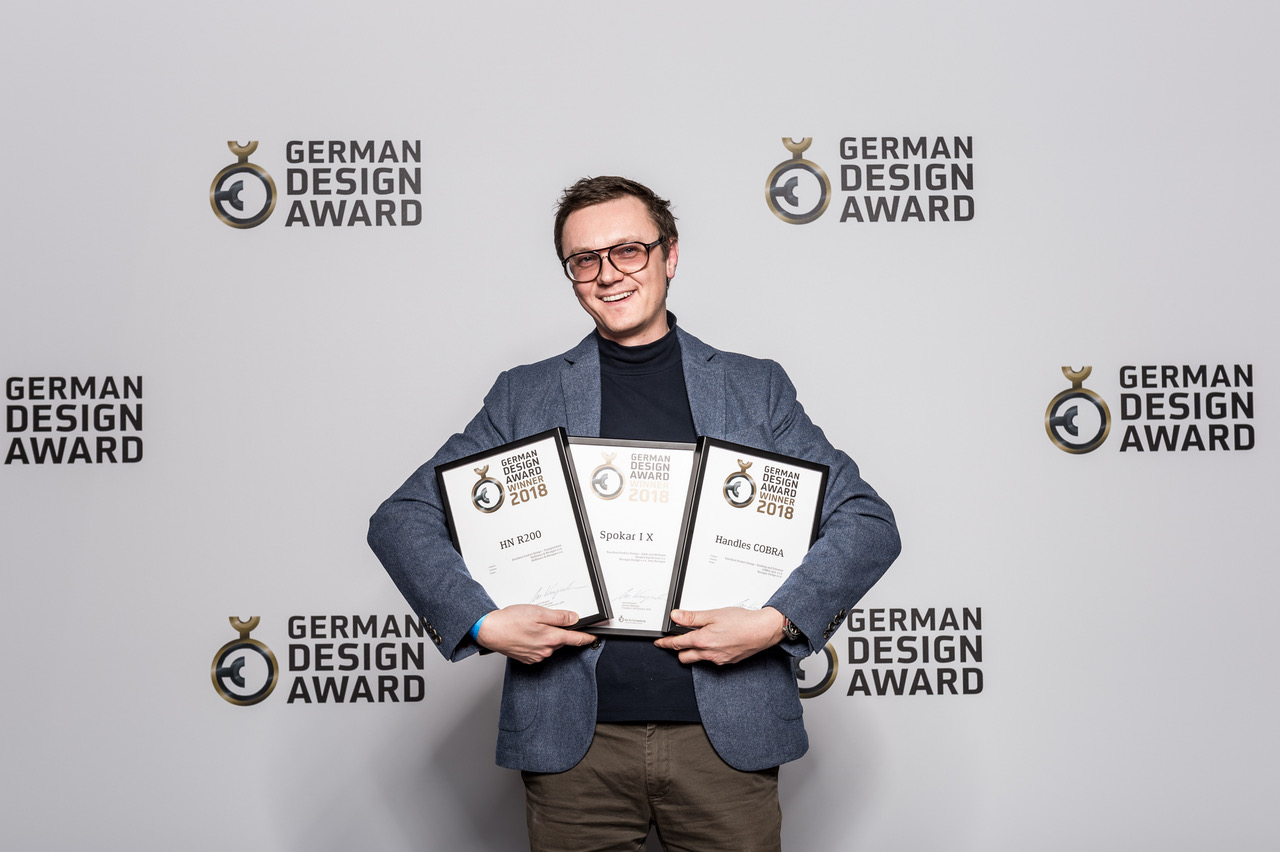 GERMAN
DESIGN
AWARD
GERMAN
DESIGN
AWARD
GERMAN
DESIGN
AWARD
GERMAN
DESIGN
AWARD
GERMAN
DESIGN
AWARD
WINNER
2018
HN R200
GERMAN
DESIGN
AWARD
WINNER
2018
Spokar I X
GERMAN
DESIGN
AWARD
WINNER
2018
Handles COBRA
GERMAN
DESIGN
AWARD
GERMAN
DESIGN
AWARD